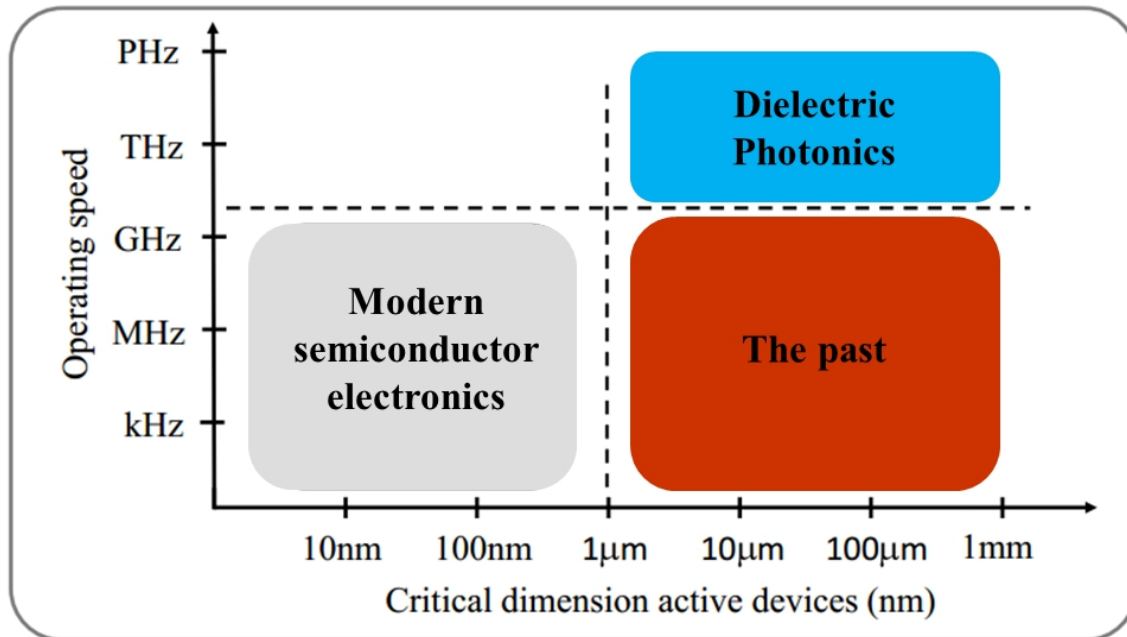 PHz
THz
GHz
MHz
kHz
Operating speed
Dielectric
Photonics
Modern
semiconductor
electronics
The past
10nm 100nm 1μm 10μm 100μm 1mm
Critical dimension active devices (nm)